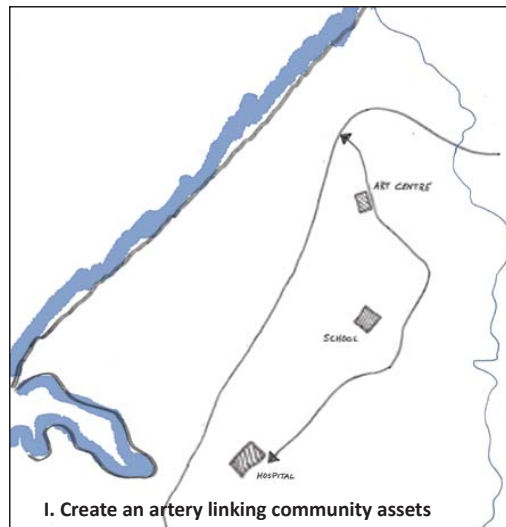 ART CENTRE
SCHOOL
HOSPITAL
I. Create an artery linking community assets